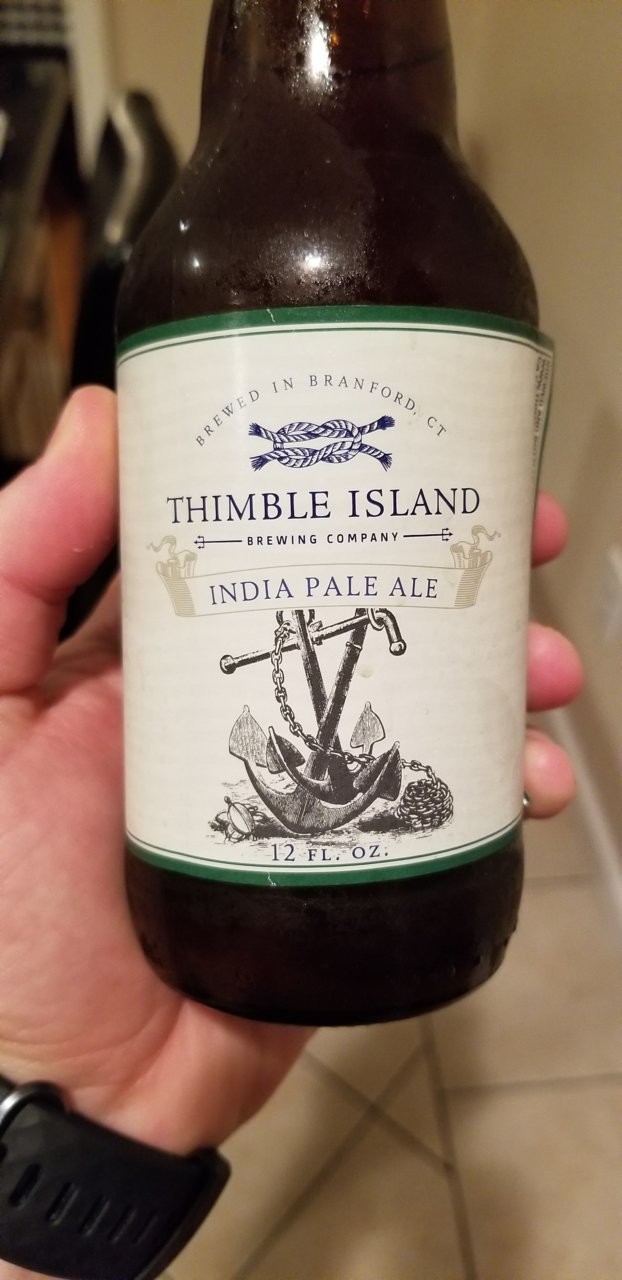 BREWED IN BRANFORD, CT
THIMBLE ISLAND
BREWING COMPANY
INDIA PALE ALE
12 FL. OZ.